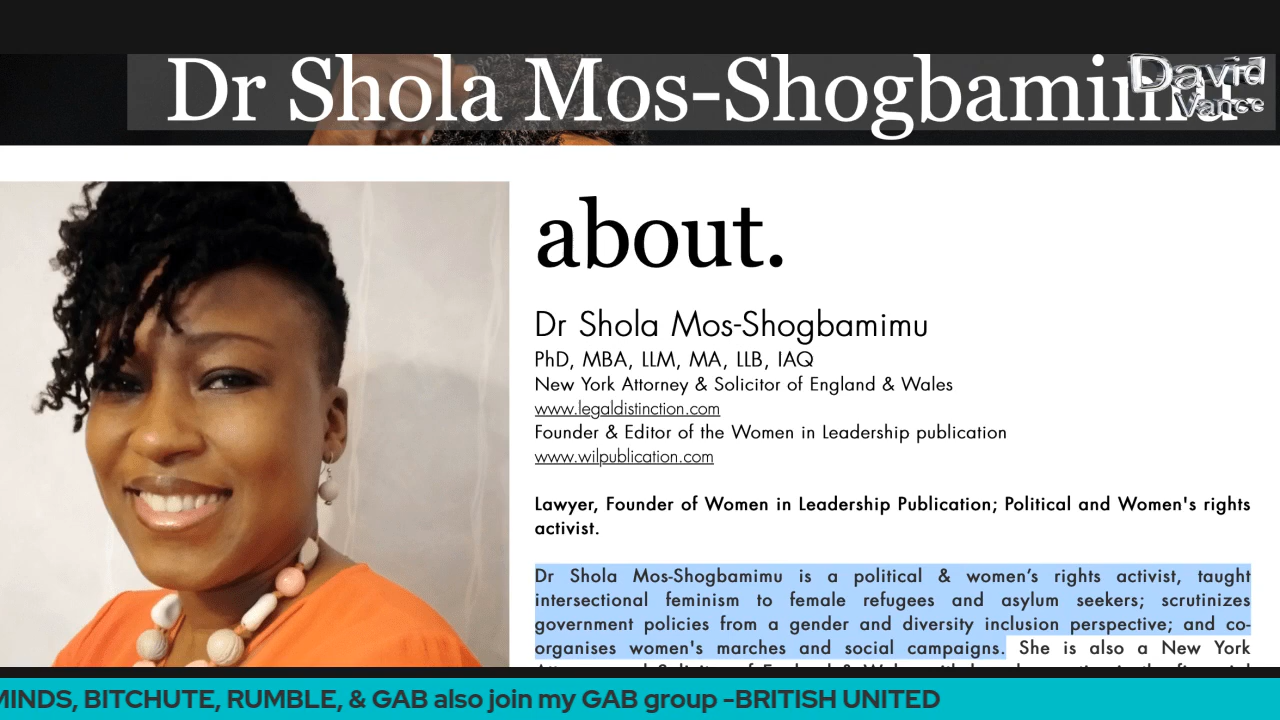 Dr Shola Mos-Shogbamimu
David
Vance
about.
Dr Shola Mos-Shogbamimu
PhD, MBA, LLM, MA, LLB, IAQ
New York Attorney & Solicitor of England & Wales
www.legaldistinction.com
Founder & Editor of the Women in Leadership publication
www.wilpublication.com
Lawyer, Founder of Women in Leadership Publication; Political and Women's rights
activist.
Dr Shola Mos-Shogbamimu is a political & women's rights activist, taught
intersectional feminism to female refugees and asylum seekers; scrutinizes
government policies from a gender and diversity inclusion perspective; and co-
organises women's marches and social campaigns. She is also a New York
MINDS, BITCHUTE, RUMBLE, & GAB also join my GAB group -BRITISH UNITED